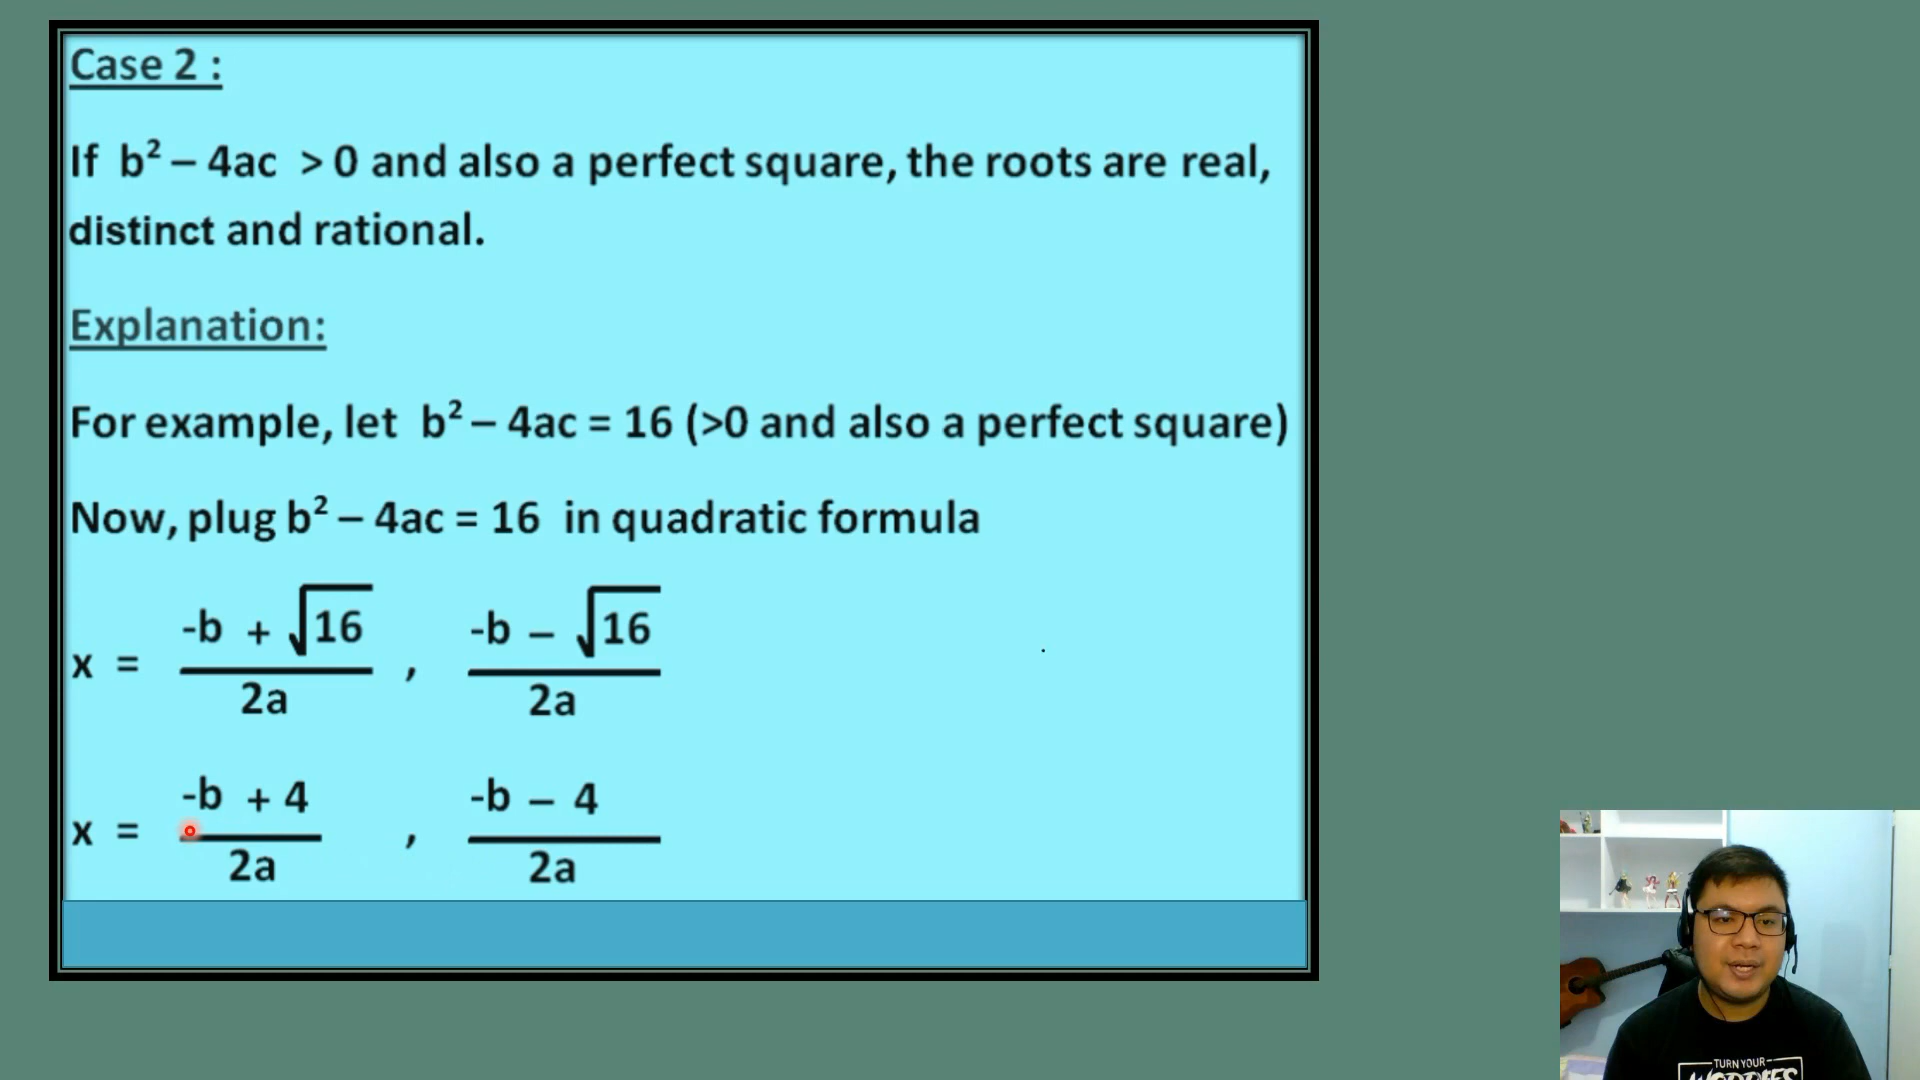 Case 2 :
If b² – 4ac > 0 and also a perfect square, the roots are real,
distinct and rational.
Explanation:
For example, let b² – 4ac = 16 (>0 and also a perfect square)
Now, plug b² – 4ac = 16 in quadratic formula
x = (-b + √16)/2a , (-b – √16)/2a
x = (-b + 4)/2a , (-b – 4)/2a
TURN YOUR